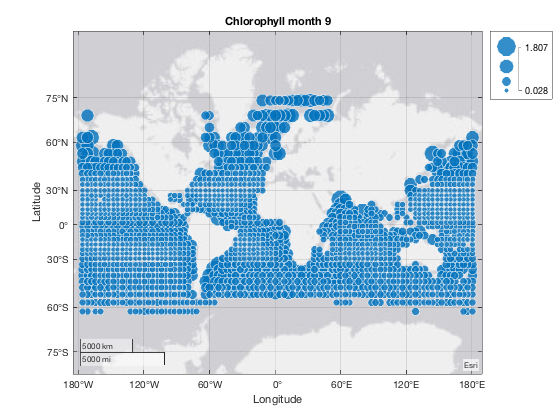 Chlorophyll month 9
1.807
0.028
75°N
60°N
30°N
0°
30°S
60°S
75°S
Latitude
5000 km
5000 mi
Esri
180°W
120°W
60°W
0°
60°E
120°E
180°E
Longitude